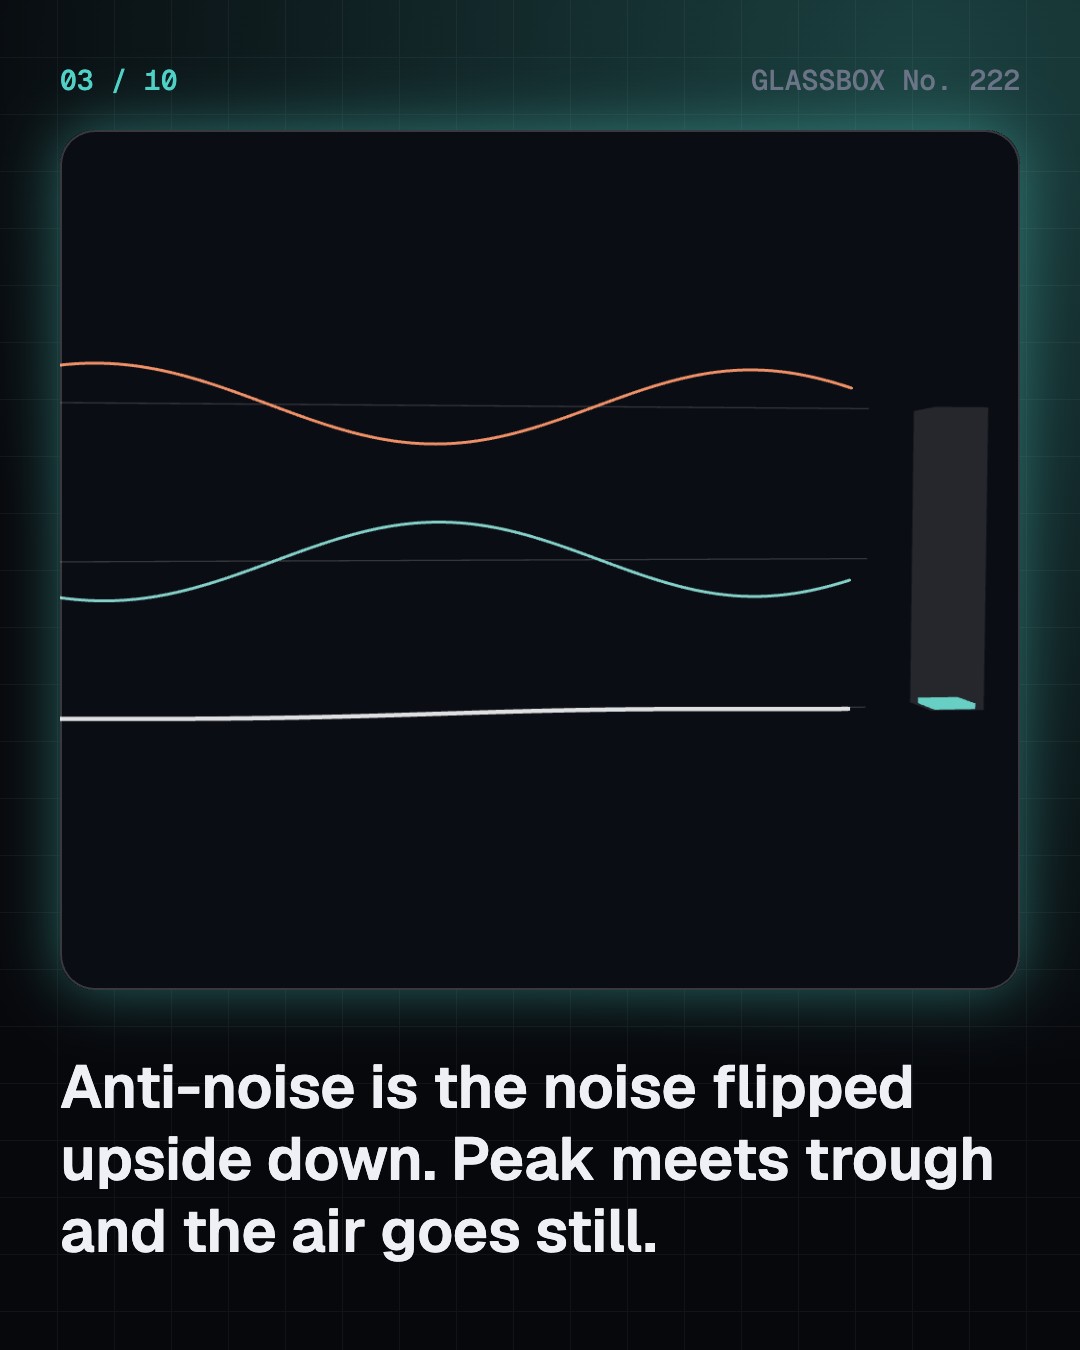 03 / 10
GLASSBOX No. 222
Anti-noise is the noise flipped
upside down. Peak meets trough
and the air goes still.